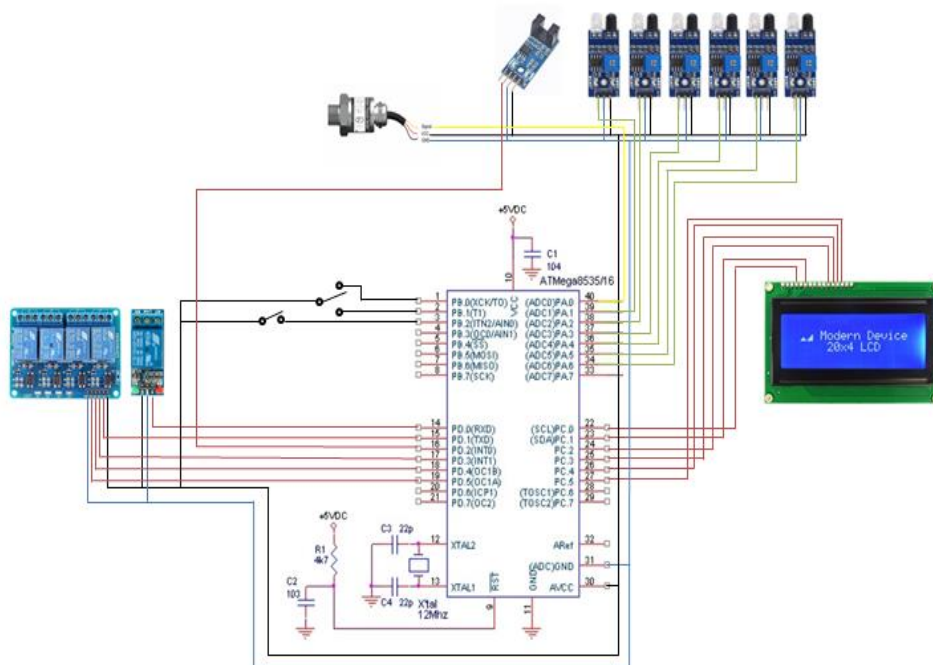 +5VDC
C1
104
ATMega8535/16
10
VCC
1 PB.0(XCK/T0)
2 PB.1(T1)
3 PB.2(ITN2/AIN0)
4 PB.3(OC0/AIN1)
5 PB.4(SS)
6 PB.5(MOSI)
7 PB.6(MISO)
8 PB.7(SCK)
(ADC0)PA.0 40
(ADC1)PA.1 39
(ADC2)PA.2 38
(ADC3)PA.3 37
(ADC4)PA.4 36
(ADC5)PA.5 35
(ADC6)PA.6 34
(ADC7)PA.7 33
Modern Device
20x4 LCD
14 PD.0(RXD)
15 PD.1(TXD)
16 PD.2(INT0)
17 PD.3(INT1)
18 PD.4(OC1B)
19 PD.5(OC1A)
20 PD.6(ICP1)
21 PD.7(OC2)
(SCL)PC.0 22
(SDA)PC.1 23
PC.2 24
PC.3 25
PC.4 26
PC.5 27
(TOSC1)PC.6 28
(TOSC2)PC.7 29
+5VDC
R1
4k7
C2
103
C3 22p
C4 22p
X'tal
12Mhz
12 XTAL2
13 XTAL1
RST
9
GND
11
ARef 32
(ADC)GND 31
AVCC 30